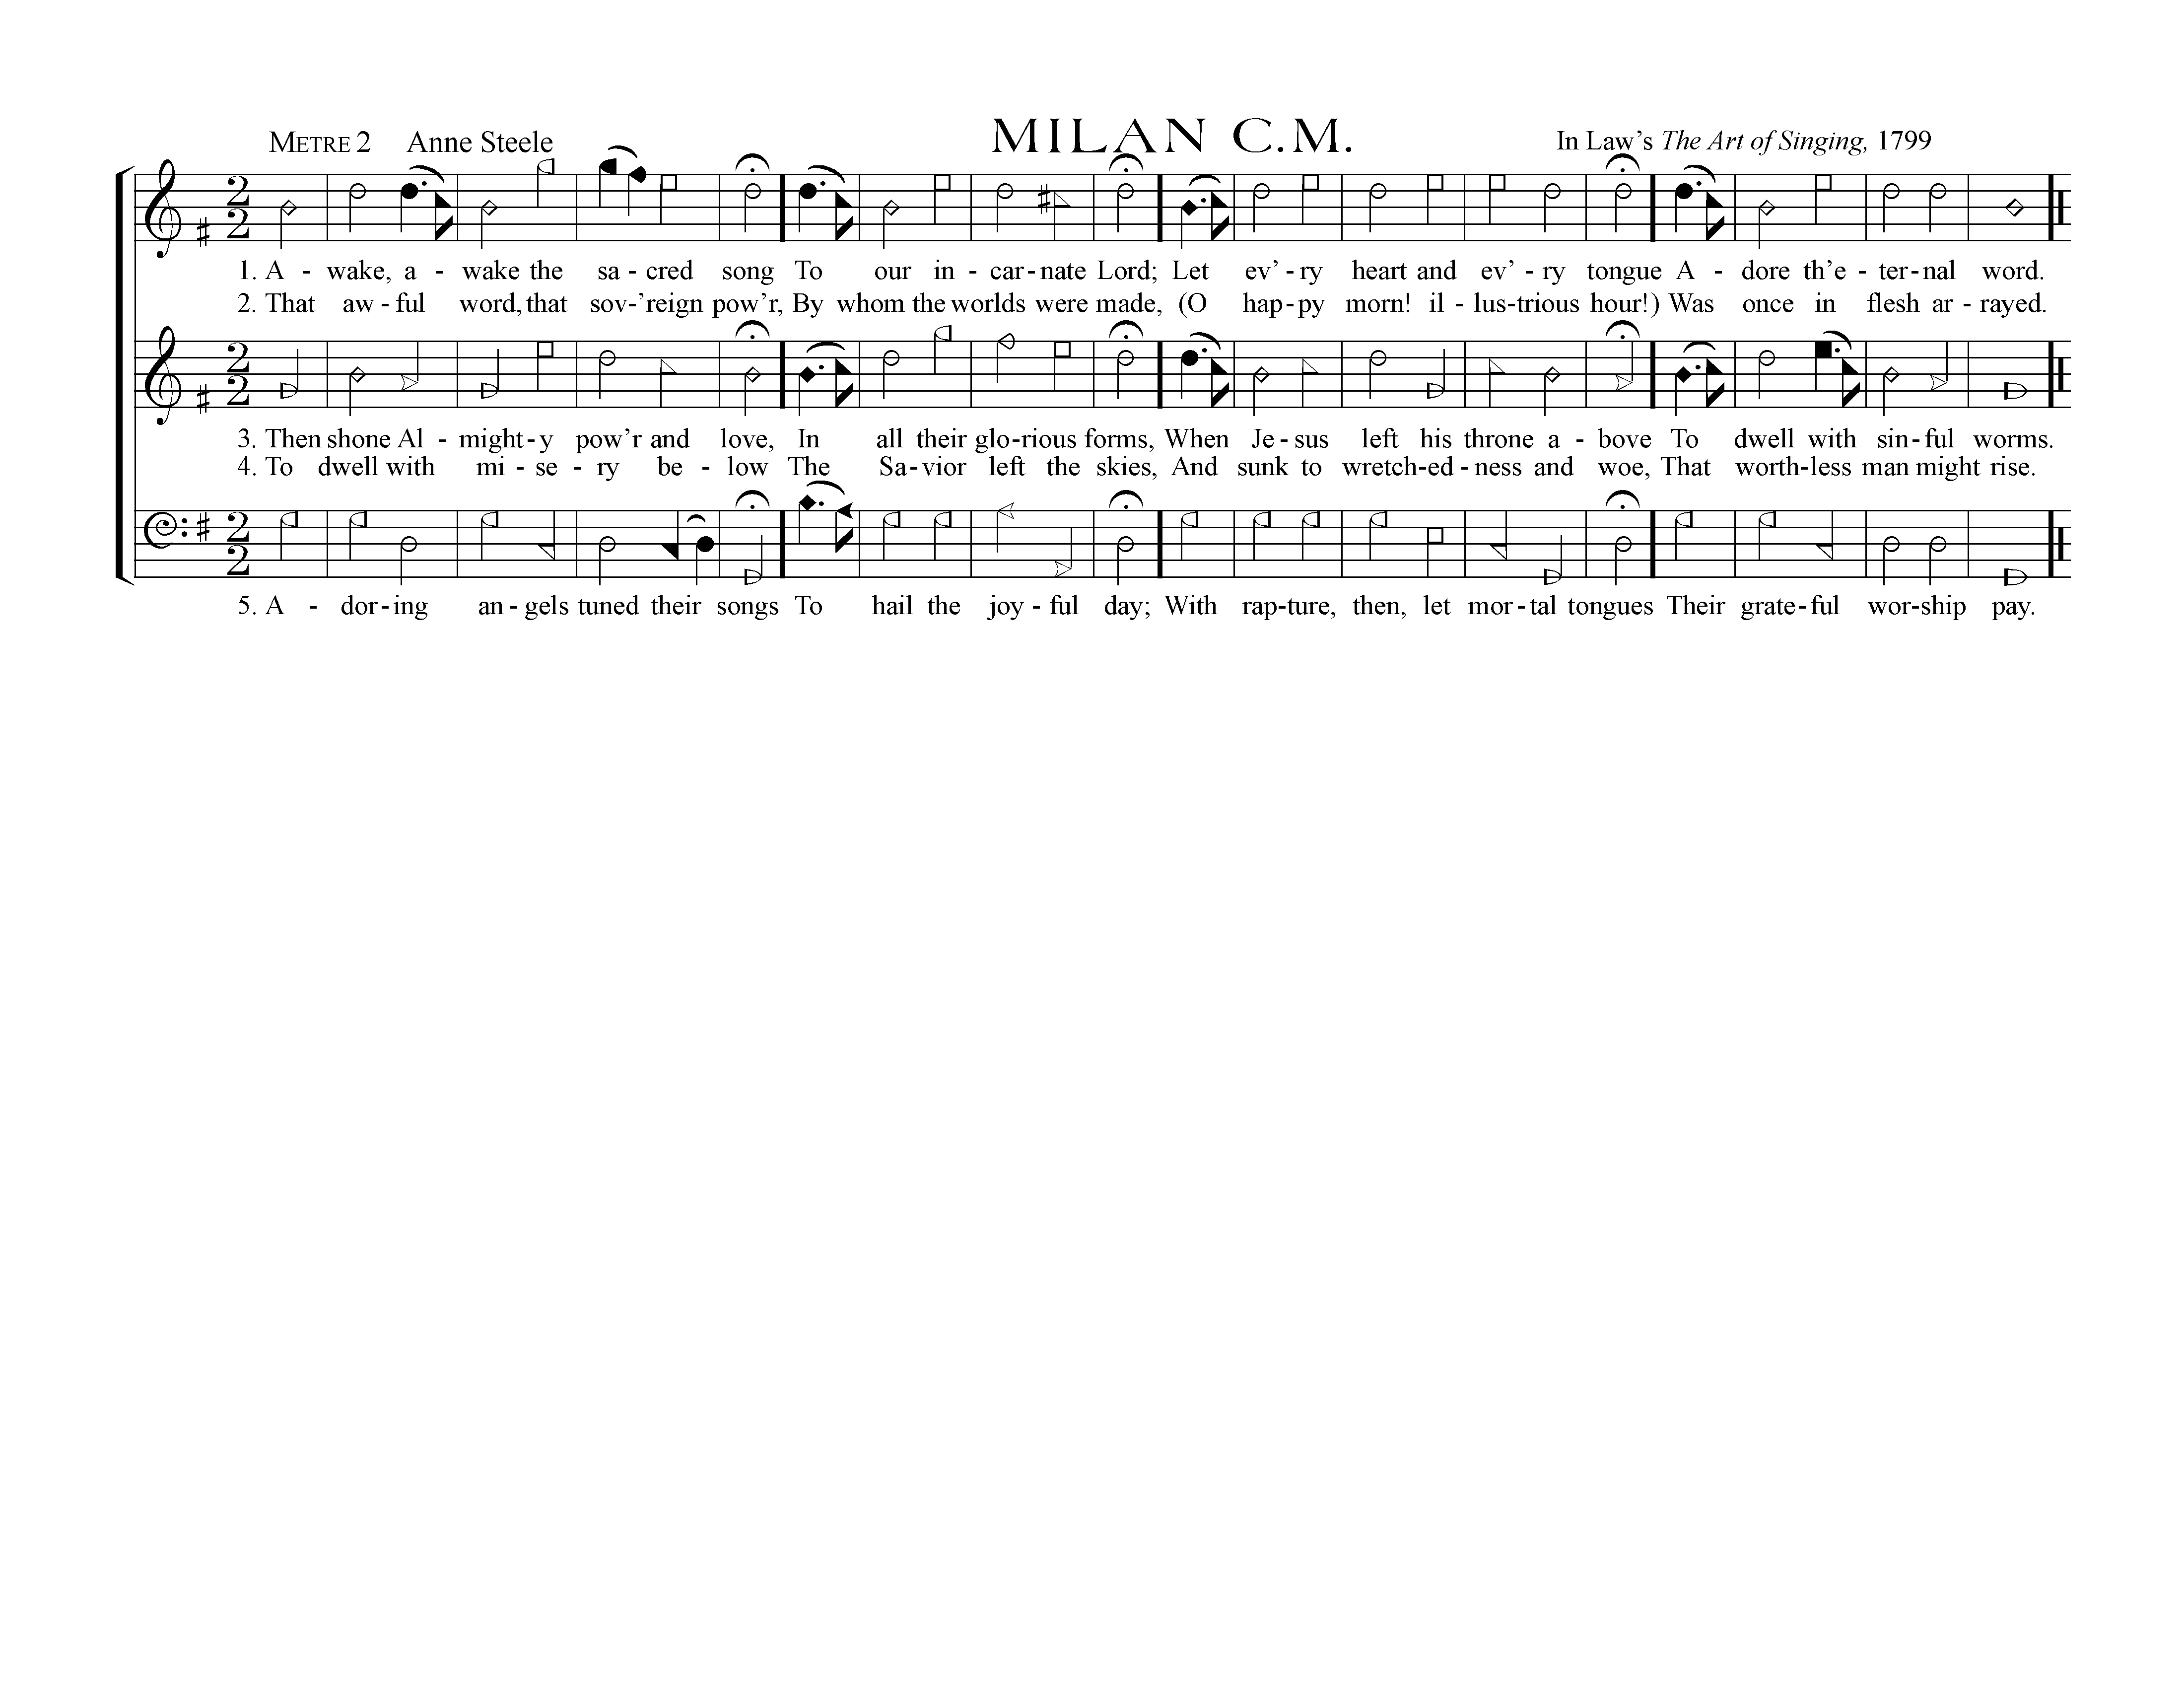 METRE 2 Anne Steele MILAN C.M. In Law’s The Art of Singing, 1799
1. A - wake, a - wake the sa - cred song To our in - car - nate Lord; Let ev’ - ry heart and ev’ - ry tongue A - dore th’e - ter - nal word.
2. That aw - ful word, that sov - ’reign pow’r, By whom the worlds were made, (O hap - py morn! il - lus - trious hour!) Was once in flesh ar - rayed.
3. Then shone Al - might - y pow’r and love, In all their glo - rious forms, When Je - sus left his throne a - bove To dwell with sin - ful worms.
4. To dwell with mi - se - ry be - low The Sa - vior left the skies, And sunk to wretch - ed - ness and woe, That worth - less man might rise.
5. A - dor - ing an - gels tuned their songs To hail the joy - ful day; With rap - ture, then, let mor - tal tongues Their grate - ful wor - ship pay.